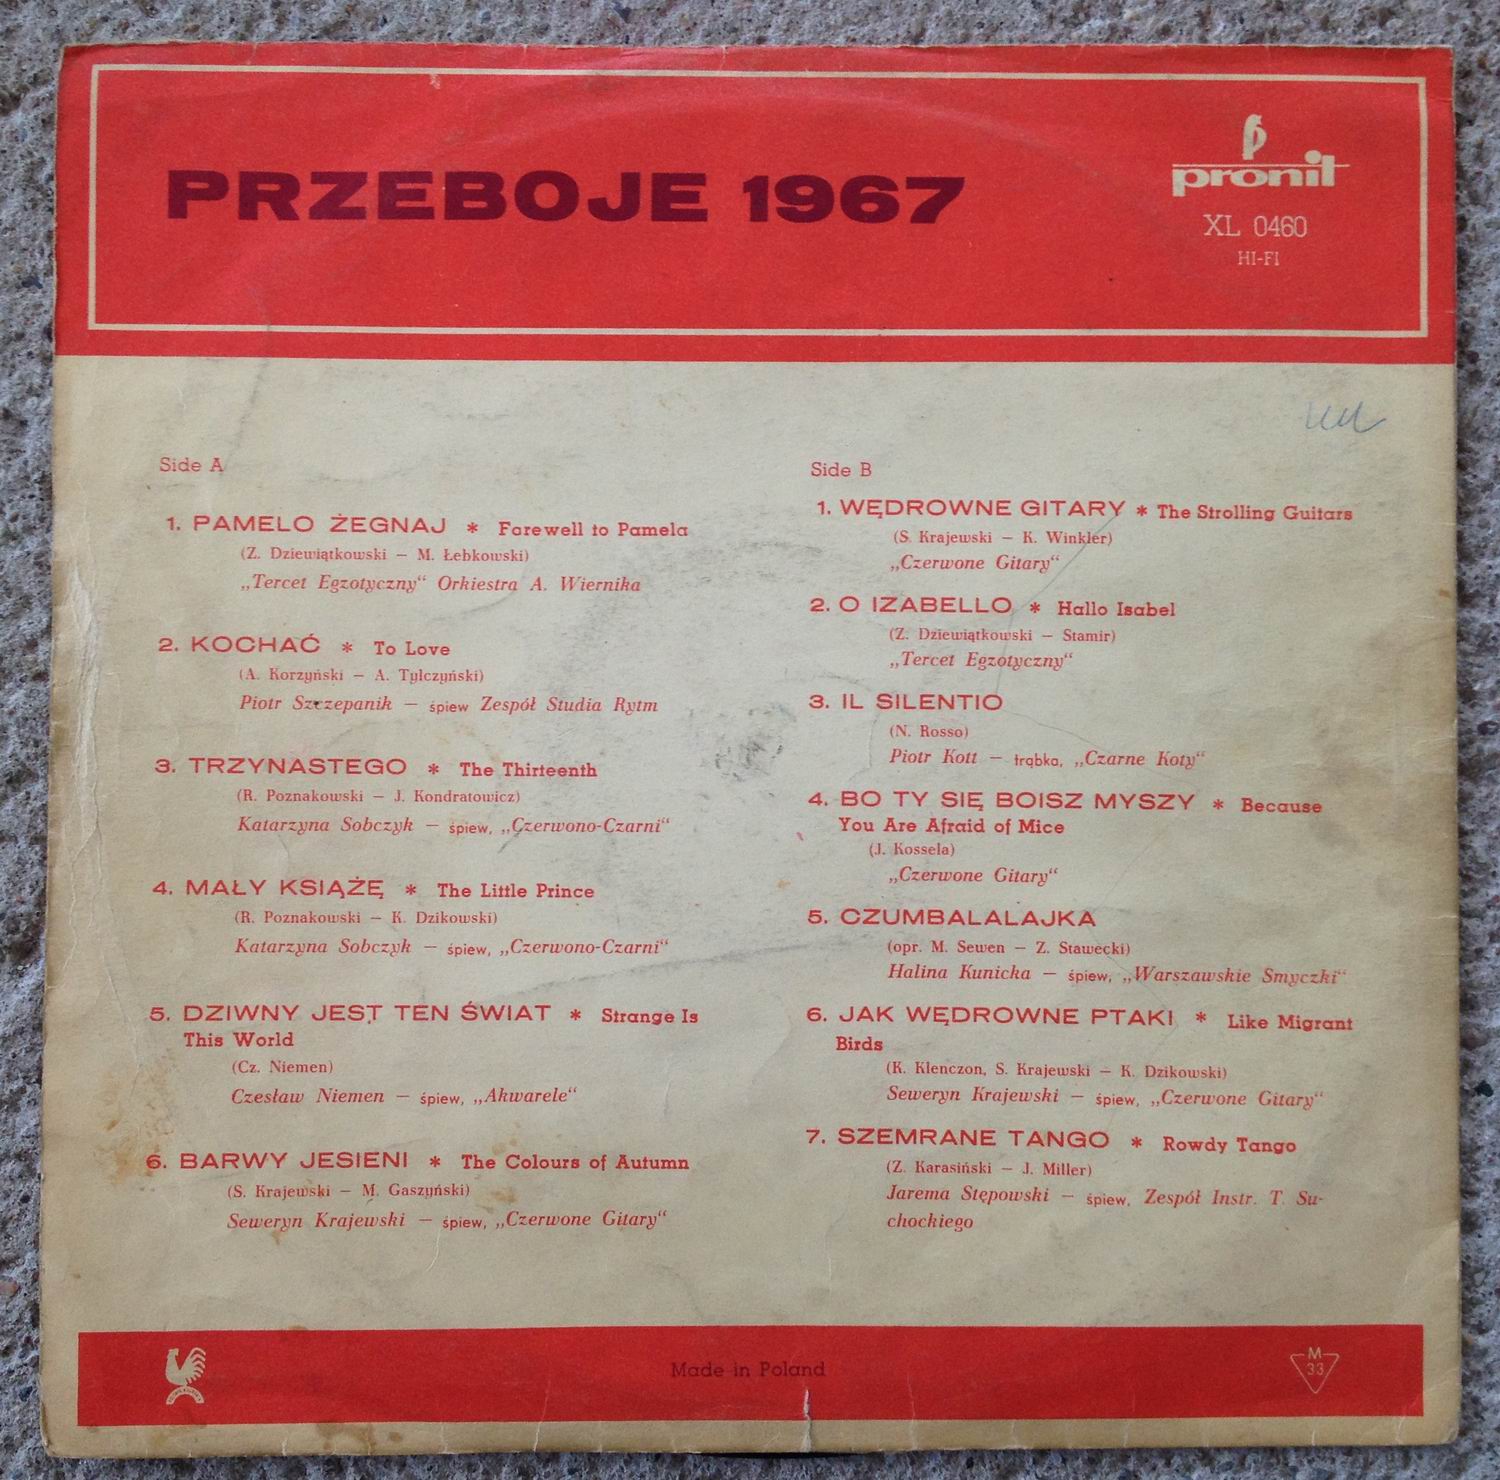 PRZEBOJE 1967
pronit
XL 0460
HI-FI
Side A
1. PAMELO ŻEGNAJ * Farewell to Pamela
(Z. Dziewiątkowski – M. Łebkowski)
„Tercet Egzotyczny“ Orkiestra A. Wiernika
2. KOCHAĆ * To Love
(A. Korzyński – A. Tylczyński)
Piotr Szczepanik – śpiew Zespół Studia Rytm
3. TRZYNASTEGO * The Thirteenth
(R. Poznakowski – J. Kondratowicz)
Katarzyna Sobczyk – śpiew, „Czerwono-Czarni“
4. MAŁY KSIĄŻĘ * The Little Prince
(R. Poznakowski – K. Dzikowski)
Katarzyna Sobczyk – śpiew, „Czerwono-Czarni“
5. DZIWNY JEST TEN ŚWIAT * Strange Is
This World
(Cz. Niemen)
Czesław Niemen – śpiew, „Akwarele“
6. BARWY JESIENI * The Colours of Autumn
(S. Krajewski – M. Gaszyński)
Seweryn Krajewski – śpiew, „Czerwone Gitary“
Side B
1. WĘDROWNE GITARY * The Strolling Guitars
(S. Krajewski – K. Winkler)
„Czerwone Gitary“
2. O IZABELLO * Hallo Isabel
(Z. Dziewiątkowski – Stamir)
„Tercet Egzotyczny“
3. IL SILENTIO
(N. Rosso)
Piotr Kott – trąbka, „Czarne Koty“
4. BO TY SIĘ BOISZ MYSZY * Because
You Are Afraid of Mice
(J. Kossela)
„Czerwone Gitary“
5. CZUMBALALAJKA
(opr. M. Sewen – Z. Stawecki)
Halina Kunicka – śpiew, „Warszawskie Smyczki“
6. JAK WĘDROWNE PTAKI * Like Migrant
Birds
(K. Klenczon, S. Krajewski – K. Dzikowski)
Seweryn Krajewski – śpiew, „Czerwone Gitary“
7. SZEMRANE TANGO * Rowdy Tango
(Z. Karasiński – J. Miller)
Jarema Stępowski – śpiew, Zespół Instr. T. Su-
chockiego
Made in Poland
M
33